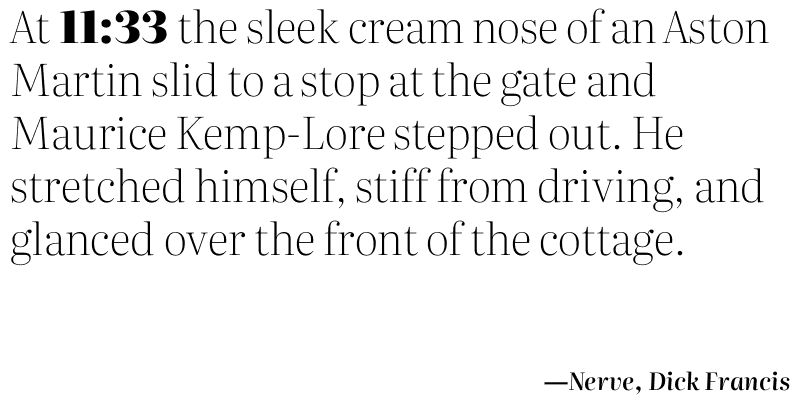 At 11:33 the sleek cream nose of an Aston
Martin slid to a stop at the gate and
Maurice Kemp-Lore stepped out. He
stretched himself, stiff from driving, and
glanced over the front of the cottage.
—Nerve, Dick Francis